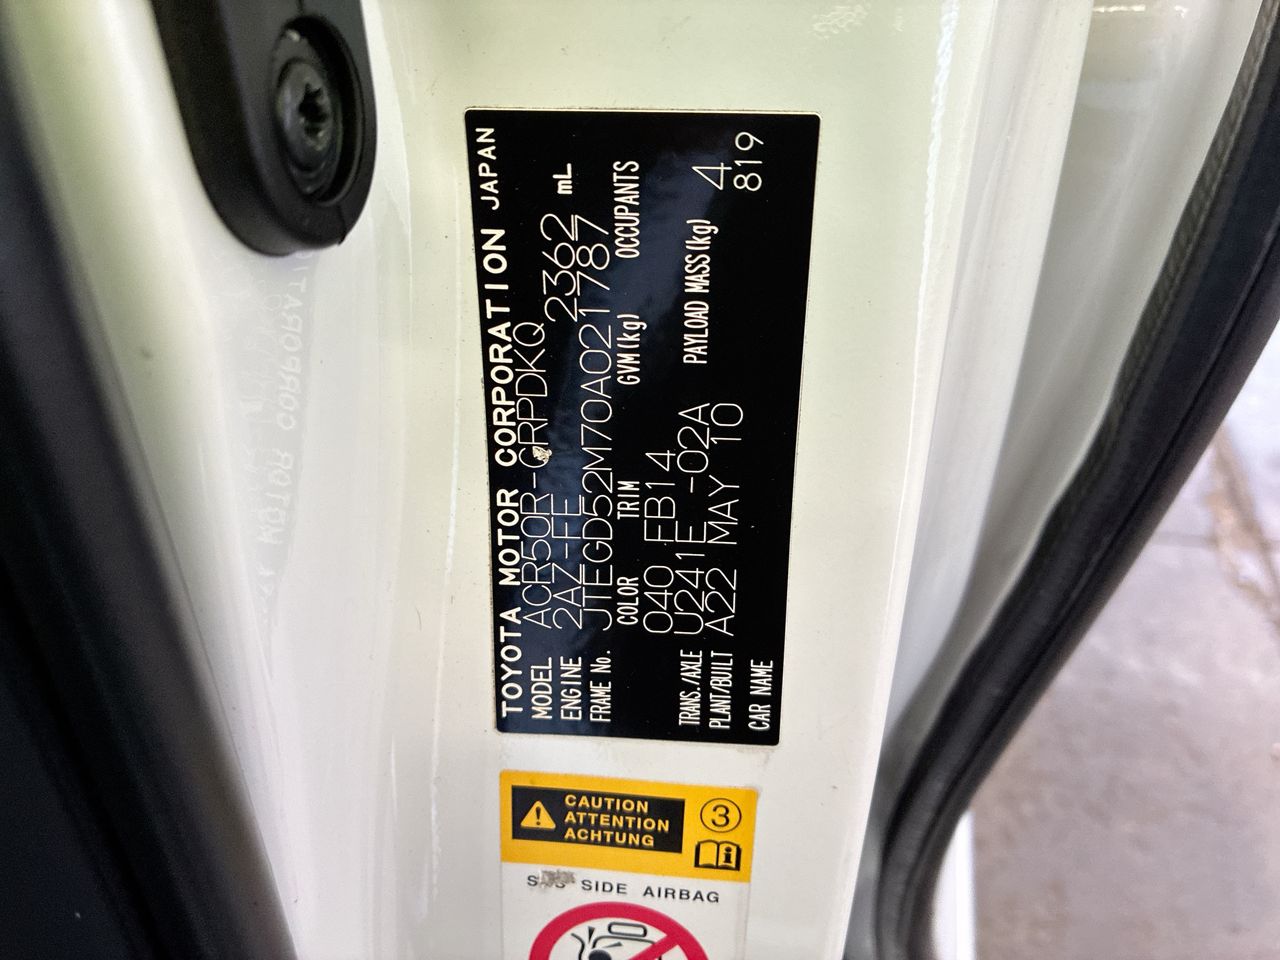 TOYOTA MOTOR CORPORATION JAPAN
MODEL ACR50R-GRPDKQ
ENGINE 2AZ-FE 2362 mL
FRAME No. JTEGD52M70A021787
COLOR TRIM GVM(kg) OCCUPANTS
040 FB14 4
TRANS./AXLE U241E -02A PAYLOAD MASS(kg) 819
PLANT/BUILT A22 MAY 10
CAR NAME
CAUTION
ATTENTION
ACHTUNG
3
i
SIDE AIRBAG